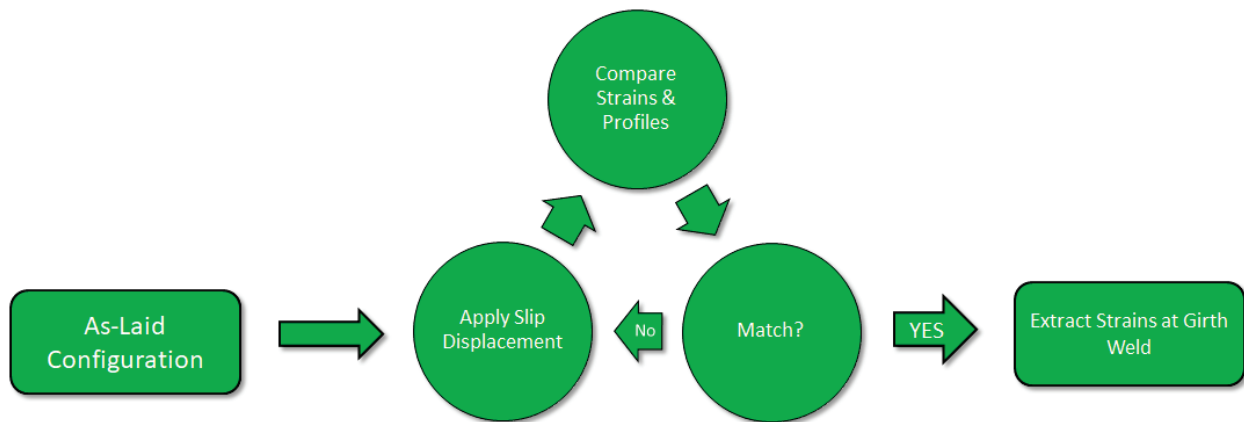 Compare
Strains &
Profiles
As-Laid
Configuration
Apply Slip
Displacement
No
Match?
YES
Extract Strains at Girth
Weld